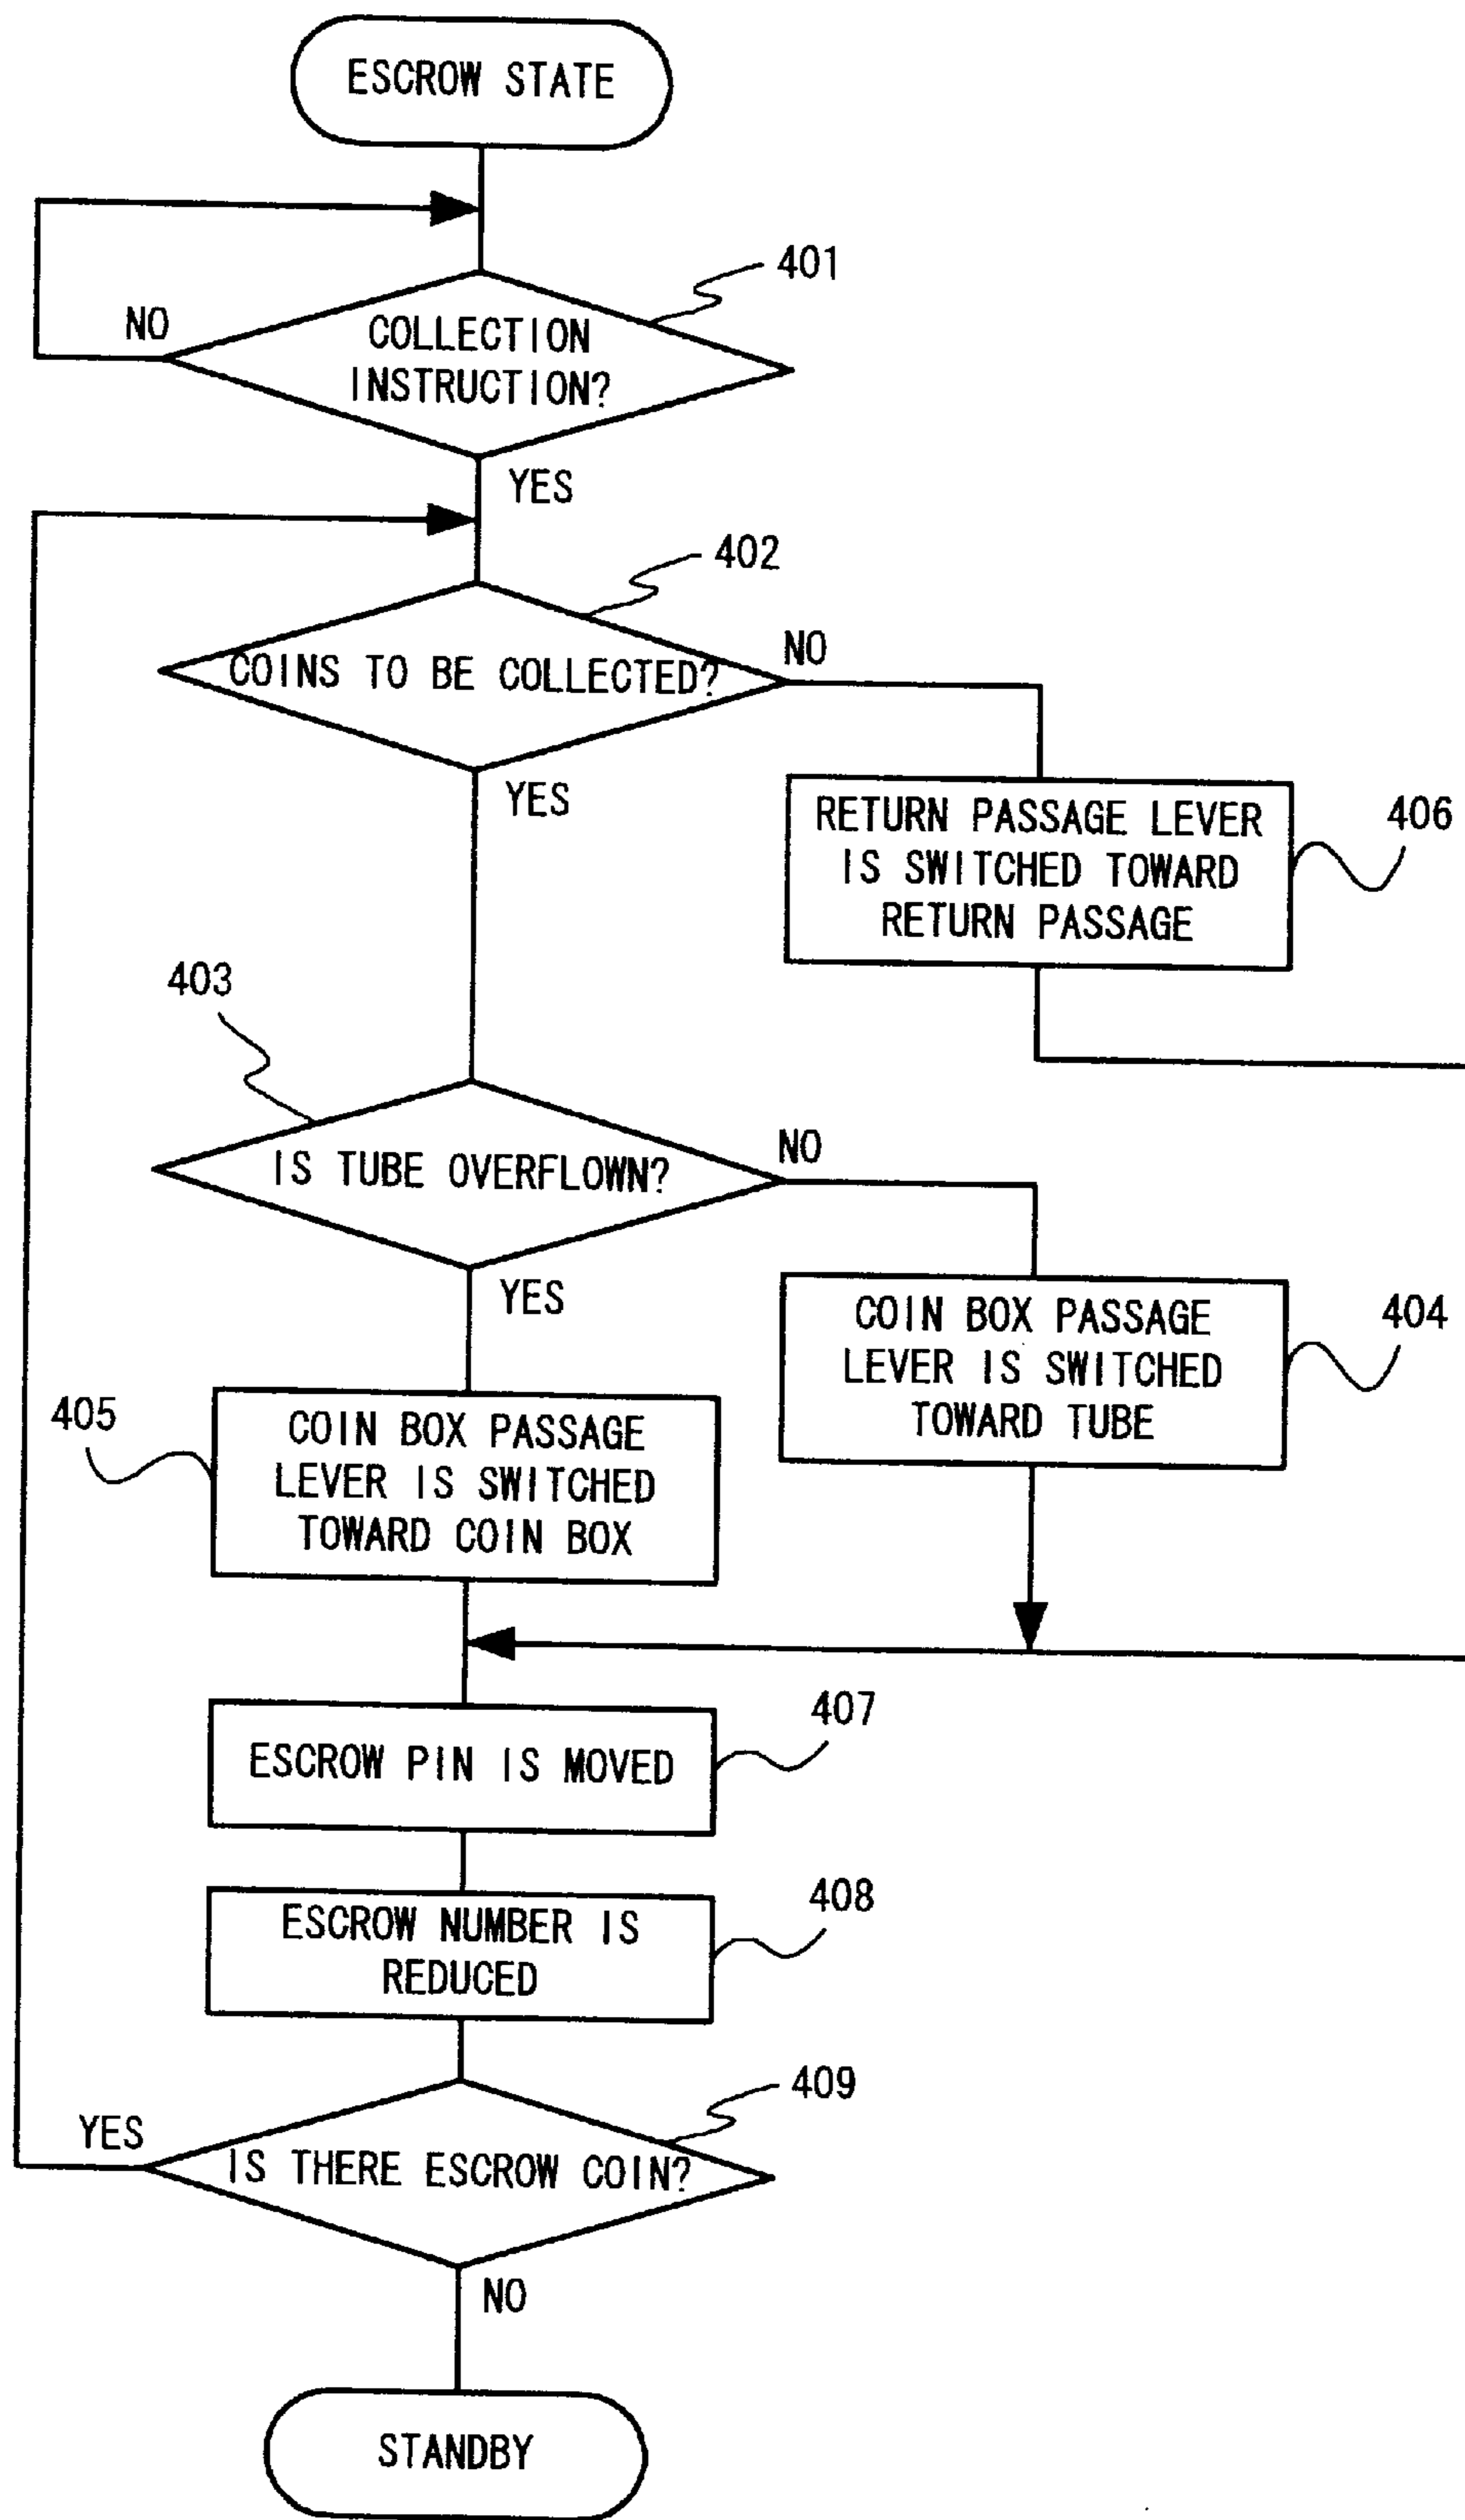 ESCROW STATE
401
NO
COLLECTION
INSTRUCTION?
YES
402
NO
COINS TO BE COLLECTED?
YES
RETURN PASSAGE LEVER
IS SWITCHED TOWARD
RETURN PASSAGE
406
403
NO
IS TUBE OVERFLOWN?
YES
COIN BOX PASSAGE
LEVER IS SWITCHED
TOWARD TUBE
404
405
COIN BOX PASSAGE
LEVER IS SWITCHED
TOWARD COIN BOX
407
ESCROW PIN IS MOVED
408
ESCROW NUMBER IS
REDUCED
409
YES
IS THERE ESCROW COIN?
NO
STANDBY